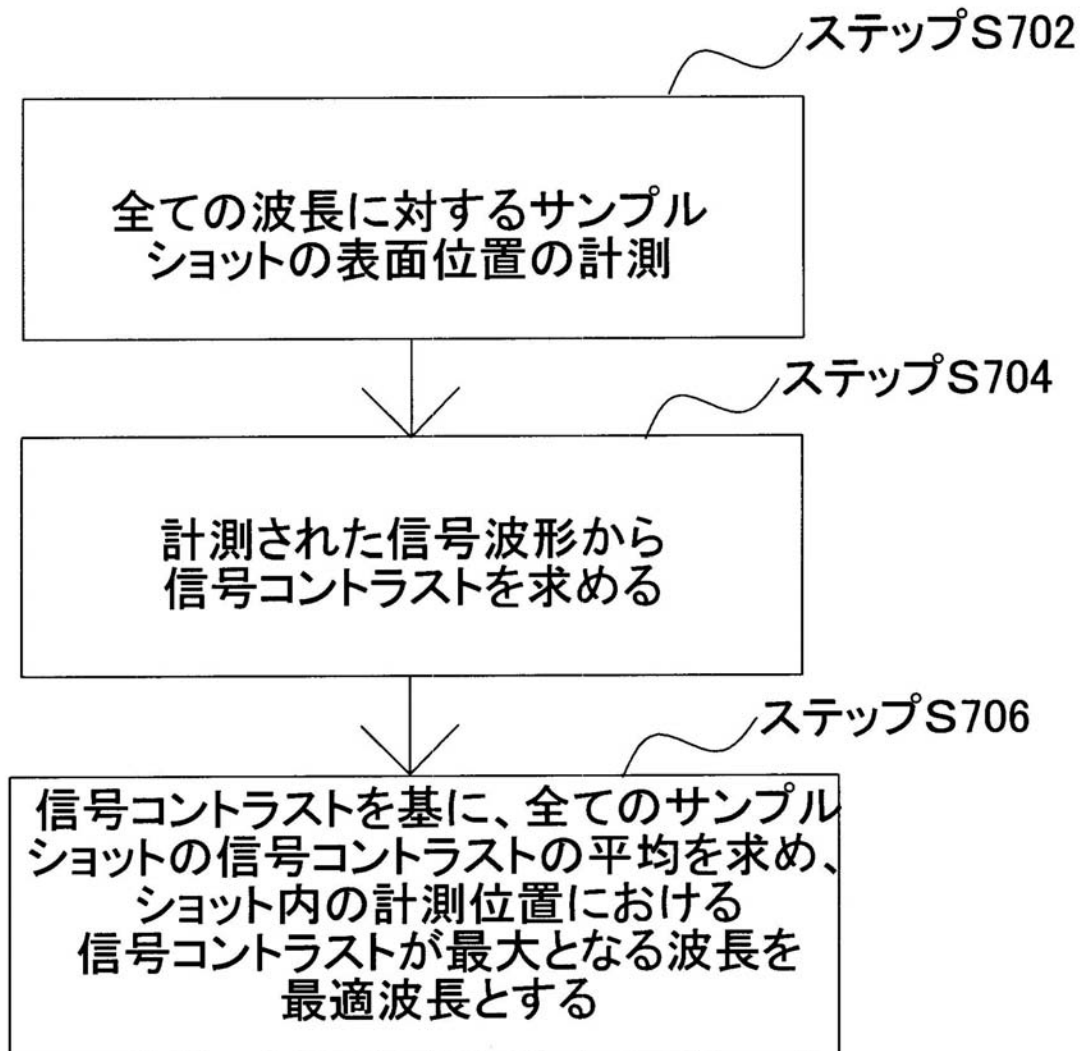 ステップS702
全ての波長に対するサンプル
ショットの表面位置の計測
ステップS704
計測された信号波形から
信号コントラストを求める
ステップS706
信号コントラストを基に、全てのサンプル
ショットの信号コントラストの平均を求め、
ショット内の計測位置における
信号コントラストが最大となる波長を
最適波長とする